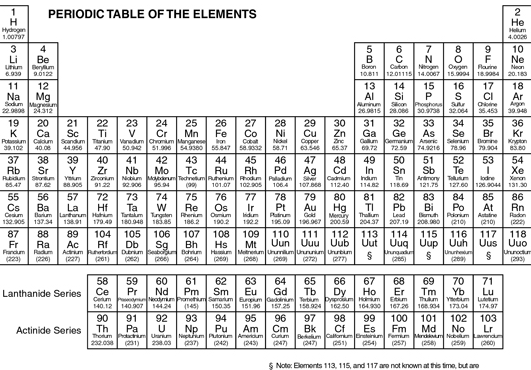 PERIODIC TABLE OF THE ELEMENTS
1 2
H He
Hydrogen Helium
1.00797 4.0026
3 4 5 6 7 8 9 10
Li Be B C N O F Ne
Lithium Beryllium Boron Carbon Nitrogen Oxygen Flourine Neon
6.939 9.0122 10.811 12.01115 14.0067 15.9994 18.9984 20.183
11 12 13 14 15 16 17 18
Na Mg Al Si P S Cl Ar
Sodium Magnesium Aluminum Silicon Phosphorus Sulfur Chlorine Argon
22.9898 24.312 26.9815 28.086 30.9738 32.064 35.453 39.948
19 20 21 22 23 24 25 26 27 28 29 30 31 32 33 34 35 36
K Ca Sc Ti V Cr Mn Fe Co Ni Cu Zn Ga Ge As Se Br Kr
Potassium Calcium Scandium Titanium Vanadium Chromium Manganese Iron Cobalt Nickel Copper Zinc Gallium Germanium Arsenic Selenium Bromine Krypton
39.102 40.08 44.956 47.90 50.942 51.996 54.9380 55.847 58.9332 58.71 63.546 65.37 69.72 72.59 74.9216 78.96 79.904 83.80
37 38 39 40 41 42 43 44 45 46 47 48 49 50 51 52 53 54
Rb Sr Y Zr Nb Mo Tc Ru Rh Pd Ag Cd In Sn Sb Te I Xe
Rubidium Strontium Yttrium Zirconium Niobium Molybdenum Technetium Ruthenium Rhodium Palladium Silver Cadmium Indium Tin Antimony Tellurium Iodine Xenon
85.47 87.62 88.905 91.22 92.906 95.94 (99) 101.07 102.905 106.4 107.868 112.40 114.82 118.69 121.75 127.60 126.9044 131.30
55 56 57 72 73 74 75 76 77 78 79 80 81 82 83 84 85 86
Cs Ba La Hf Ta W Re Os Ir Pt Au Hg Tl Pb Bi Po At Rn
Cesium Barium Lanthanum Hafnium Tantalum Tungsten Rhenium Osmium Iridium Platinum Gold Mercury Thallium Lead Bismuth Polonium Astatine Radon
132.905 137.34 138.91 179.49 180.948 183.85 186.2 190.2 192.2 195.09 196.967 200.59 204.37 207.19 208.980 (210) (210) (222)
87 88 89 104 105 106 107 108 109 110 111 112 113 114 115 116 117 118
Fr Ra Ac Rf Db Sg Bh Hs Mt Uun Uuu Uub Uut Uuq Uup Uuh Uus Uuo
Francium Radium Actinium Rutherfordium Dubnium Seaborgium Bohrium Hassium Meitnerium Ununnilium Unununium Ununbium § Ununquadium § Ununhexium § Ununoctium
(223) (226) (227) (261) (262) (266) (264) (269) (268) (269) (272) (277) (285) (289) (293)
58 59 60 61 62 63 64 65 66 67 68 69 70 71
Lanthanide Series Ce Pr Nd Pm Sm Eu Gd Tb Dy Ho Er Th Yb Lu
Cerium Praseodymium Neodymium Promethium Samarium Europium Gadolinium Terbium Dysprosium Holmium Erbium Thulium Ytterbium Lutetium
140.12 140.907 144.24 (145) 150.35 151.96 157.25 158.924 162.50 164.930 167.26 168.934 173.04 174.97
90 91 92 93 94 95 96 97 98 99 100 101 102 103
Actinide Series Th Pa U Np Pu Am Cm Bk Cf Es Fm Md No Lr
Thorium Protactinium Uranium Neptunium Plutonium Americium Curium Berkelium Californium Einsteinium Fermium Mendelevium Nobelium Lawrencium
232.038 (231) 238.03 (237) (242) (243) (247) (247) (251) (254) (257) (258) (259) (260)
§ Note: Elements 113, 115, and 117 are not known at this time, but are